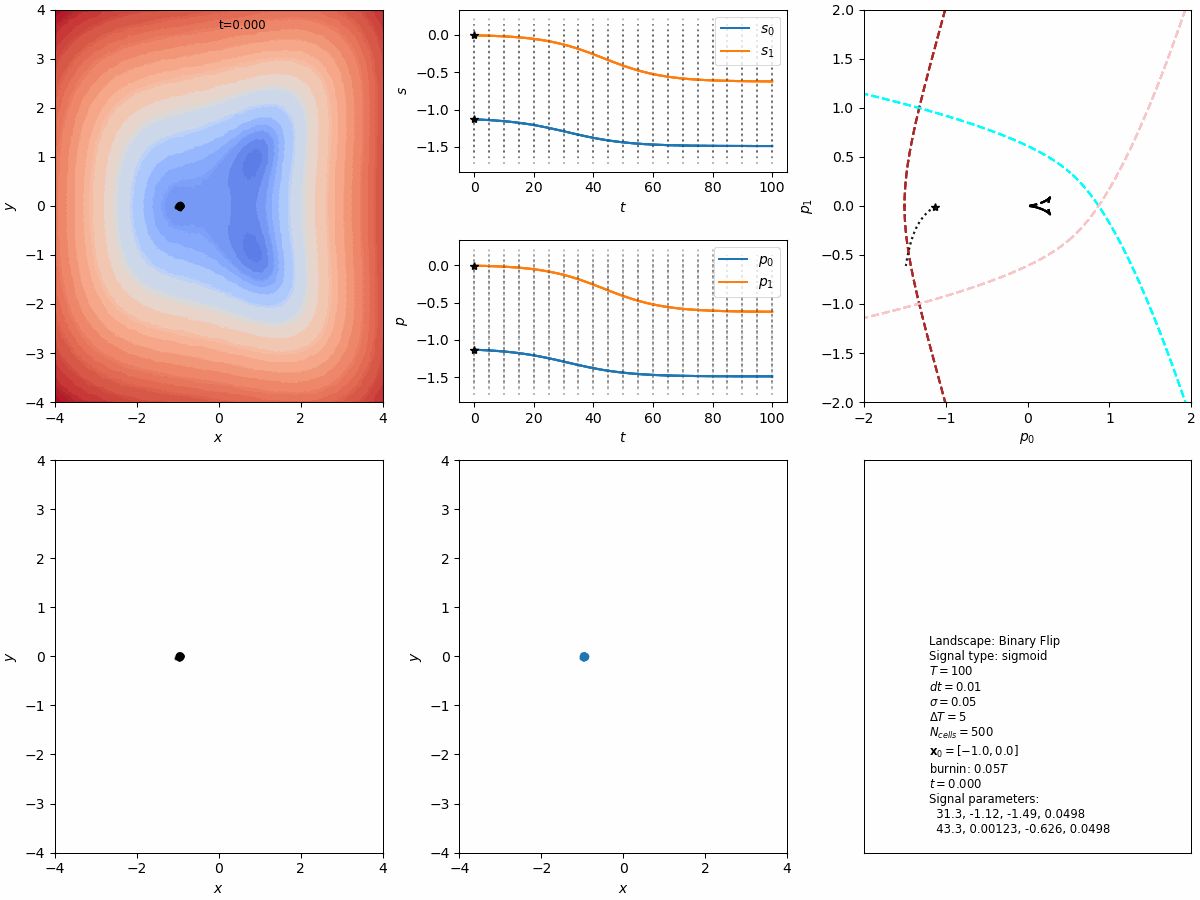 t=0.000
4
3
2
1
0
−1
−2
−3
−4
y
−4 −2 0 2 4
x
0.0
−0.5
−1.0
−1.5
s
s₀
s₁
0 20 40 60 80 100
t
0.0
−0.5
−1.0
−1.5
p
p₀
p₁
0 20 40 60 80 100
t
2.0
1.5
1.0
0.5
0.0
−0.5
−1.0
−1.5
−2.0
p₁
−2 −1 0 1 2
p₀
4
3
2
1
0
−1
−2
−3
−4
y
−4 −2 0 2 4
x
4
3
2
1
0
−1
−2
−3
−4
y
−4 −2 0 2 4
x
Landscape: Binary Flip
Signal type: sigmoid
T = 100
dt = 0.01
σ = 0.05
ΔT = 5
N_cells = 500
x₀ = [−1.0, 0.0]
burnin: 0.05T
t = 0.000
Signal parameters:
31.3, -1.12, -1.49, 0.0498
43.3, 0.00123, -0.626, 0.0498